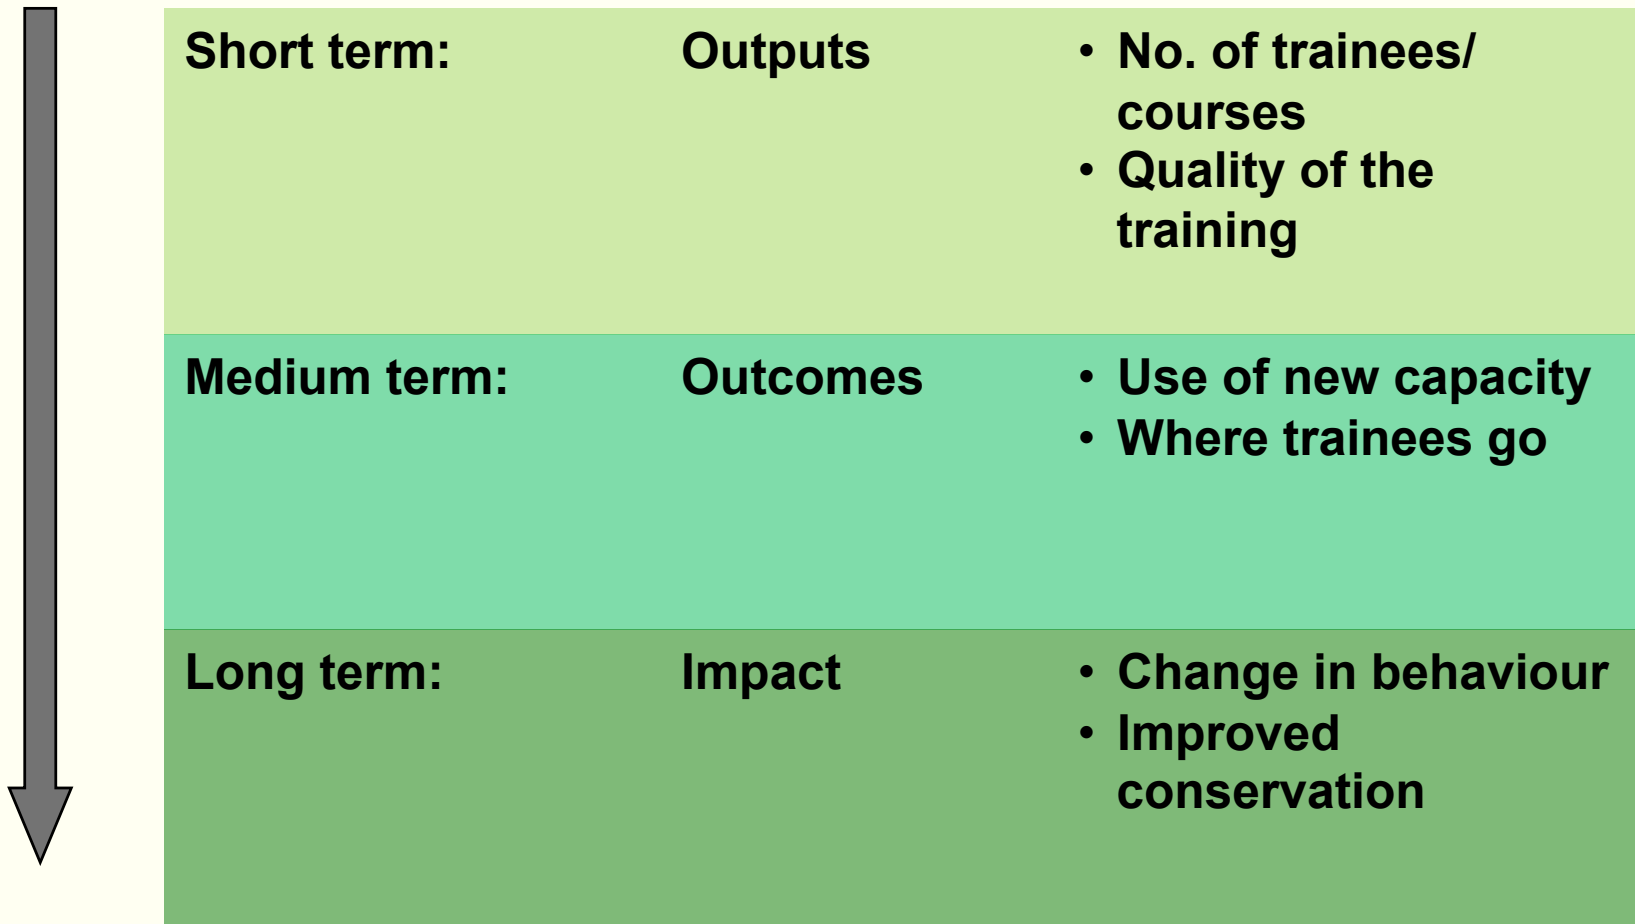 Short term: Outputs • No. of trainees/
courses
• Quality of the
training
Medium term: Outcomes • Use of new capacity
• Where trainees go
Long term: Impact • Change in behaviour
• Improved
conservation